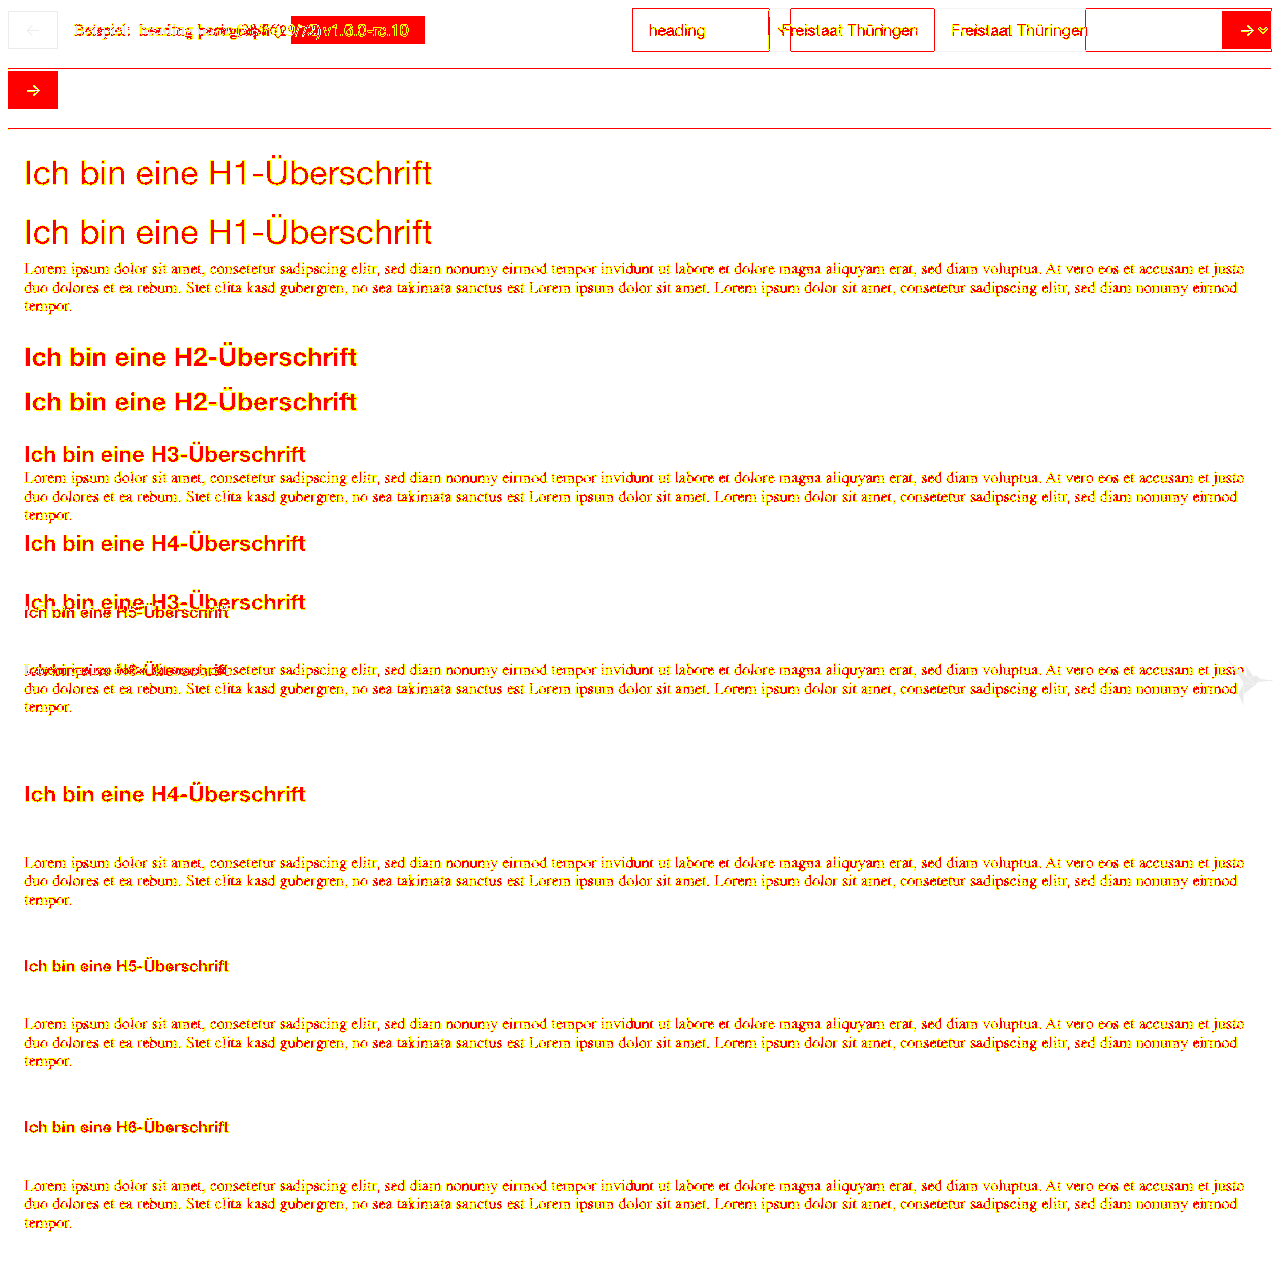 Beispiel: heading (29/72) v1.0.0-rc.10
heading
Freistaat Thüringen
Freistaat Thüringen
Ich bin eine H1-Überschrift
Ich bin eine H1-Überschrift
Lorem ipsum dolor sit amet, consetetur sadipscing elitr, sed diam nonumy eirmod tempor invidunt ut labore et dolore magna aliquyam erat, sed diam voluptua. At vero eos et accusam et justo
duo dolores et ea rebum. Stet clita kasd gubergren, no sea takimata sanctus est Lorem ipsum dolor sit amet. Lorem ipsum dolor sit amet, consetetur sadipscing elitr, sed diam nonumy eirmod
tempor.
Ich bin eine H2-Überschrift
Ich bin eine H2-Überschrift
Ich bin eine H3-Überschrift
Lorem ipsum dolor sit amet, consetetur sadipscing elitr, sed diam nonumy eirmod tempor invidunt ut labore et dolore magna aliquyam erat, sed diam voluptua. At vero eos et accusam et justo
duo dolores et ea rebum. Stet clita kasd gubergren, no sea takimata sanctus est Lorem ipsum dolor sit amet. Lorem ipsum dolor sit amet, consetetur sadipscing elitr, sed diam nonumy eirmod
tempor.
Ich bin eine H4-Überschrift
Ich bin eine H3-Überschrift
Ich bin eine H5-Überschrift
Ich bin eine H6-Überschrift
consetetur sadipscing elitr, sed diam nonumy eirmod tempor invidunt ut labore et dolore magna aliquyam erat, sed diam voluptua. At vero eos et accusam et justo
duo dolores et ea rebum. Stet clita kasd gubergren, no sea takimata sanctus est Lorem ipsum dolor sit amet. Lorem ipsum dolor sit amet, consetetur sadipscing elitr, sed diam nonumy eirmod
tempor.
Ich bin eine H4-Überschrift
Lorem ipsum dolor sit amet, consetetur sadipscing elitr, sed diam nonumy eirmod tempor invidunt ut labore et dolore magna aliquyam erat, sed diam voluptua. At vero eos et accusam et justo
duo dolores et ea rebum. Stet clita kasd gubergren, no sea takimata sanctus est Lorem ipsum dolor sit amet. Lorem ipsum dolor sit amet, consetetur sadipscing elitr, sed diam nonumy eirmod
tempor.
Ich bin eine H5-Überschrift
Lorem ipsum dolor sit amet, consetetur sadipscing elitr, sed diam nonumy eirmod tempor invidunt ut labore et dolore magna aliquyam erat, sed diam voluptua. At vero eos et accusam et justo
duo dolores et ea rebum. Stet clita kasd gubergren, no sea takimata sanctus est Lorem ipsum dolor sit amet. Lorem ipsum dolor sit amet, consetetur sadipscing elitr, sed diam nonumy eirmod
tempor.
Ich bin eine H6-Überschrift
Lorem ipsum dolor sit amet, consetetur sadipscing elitr, sed diam nonumy eirmod tempor invidunt ut labore et dolore magna aliquyam erat, sed diam voluptua. At vero eos et accusam et justo
duo dolores et ea rebum. Stet clita kasd gubergren, no sea takimata sanctus est Lorem ipsum dolor sit amet. Lorem ipsum dolor sit amet, consetetur sadipscing elitr, sed diam nonumy eirmod
tempor.